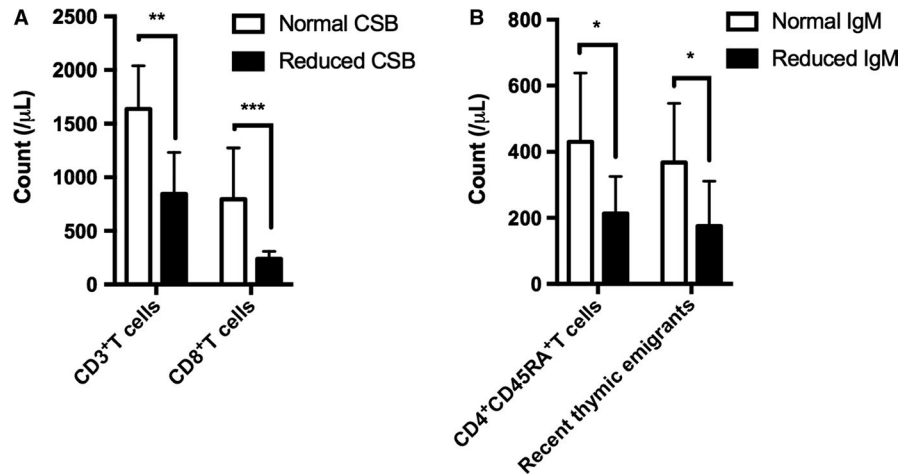 A
Count (/μL)
2500
2000
1500
1000
500
0
**
***
Normal CSB
Reduced CSB
CD3⁺T cells
CD8⁺T cells
B
Count (/μL)
800
600
400
200
0
*
*
Normal IgM
Reduced IgM
CD4⁺CD45RA⁺T cells
Recent thymic emigrants